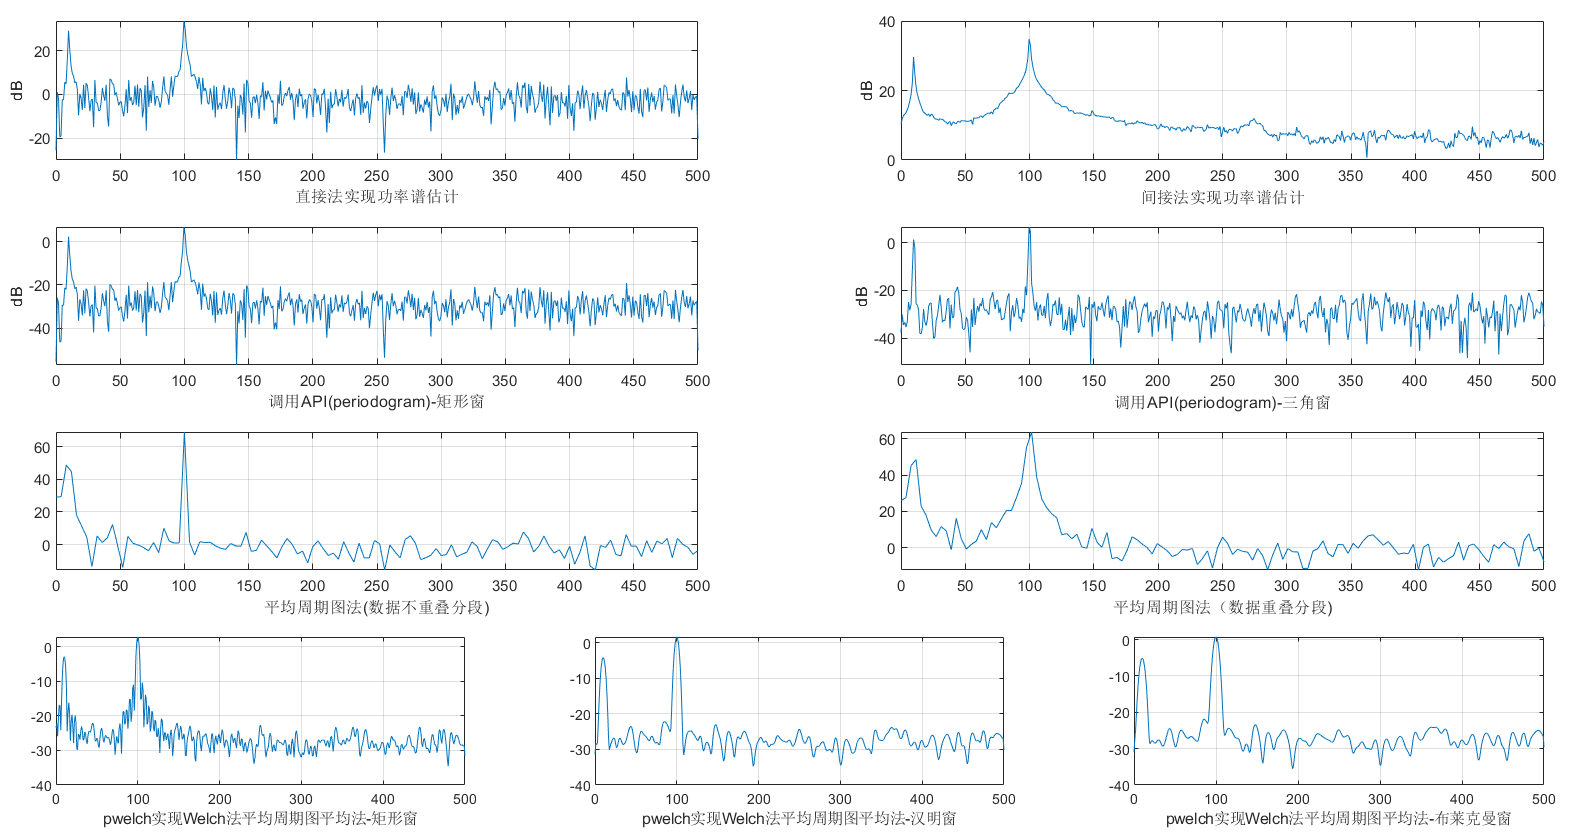 dB
20
0
-20
0 50 100 150 200 250 300 350 400 450 500
直接法实现功率谱估计
dB
40
20
0
0 50 100 150 200 250 300 350 400 450 500
间接法实现功率谱估计
dB
0
-20
-40
0 50 100 150 200 250 300 350 400 450 500
调用API(periodogram)-矩形窗
dB
0
-20
-40
0 50 100 150 200 250 300 350 400 450 500
调用API(periodogram)-三角窗
60
40
20
0
0 50 100 150 200 250 300 350 400 450 500
平均周期图法(数据不重叠分段)
60
40
20
0
0 50 100 150 200 250 300 350 400 450 500
平均周期图法（数据重叠分段)
0
-10
-20
-30
-40
0 100 200 300 400 500
pwelch实现Welch法平均周期图平均法-矩形窗
0
-10
-20
-30
-40
0 100 200 300 400 500
pwelch实现Welch法平均周期图平均法-汉明窗
0
-10
-20
-30
-40
0 100 200 300 400 500
pwelch实现Welch法平均周期图平均法-布莱克曼窗